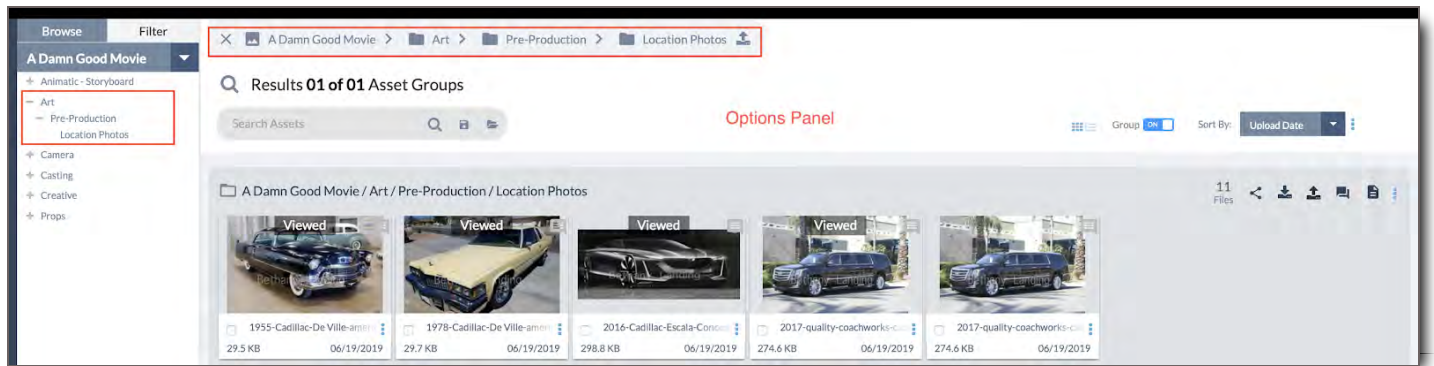 Browse Filter
A Damn Good Movie
Animatic - Storyboard
Art
Pre-Production
Location Photos
Camera
Casting
Creative
Props
A Damn Good Movie > Art > Pre-Production > Location Photos
Results 01 of 01 Asset Groups
Search Assets
Options Panel
Group ON Sort By: Upload Date
A Damn Good Movie / Art / Pre-Production / Location Photos
11
Files
Viewed Viewed Viewed Viewed
1955-Cadillac-De Ville-amer 1978-Cadillac-De Ville-amer 2016-Cadillac-Escala-Conce 2017-quality-coachworks-c 2017-quality-coachworks-c
29.5 KB 06/19/2019 29.7 KB 06/19/2019 298.8 KB 06/19/2019 274.6 KB 06/19/2019 274.6 KB 06/19/2019